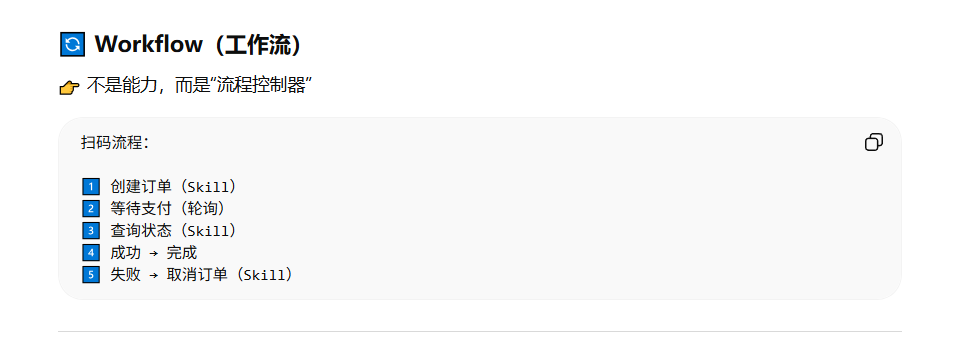 🔄 Workflow（工作流）
👉 不是能力，而是“流程控制器”
扫码流程：
1️⃣ 创建订单（Skill）
2️⃣ 等待支付（轮询）
3️⃣ 查询状态（Skill）
4️⃣ 成功 → 完成
5️⃣ 失败 → 取消订单（Skill）